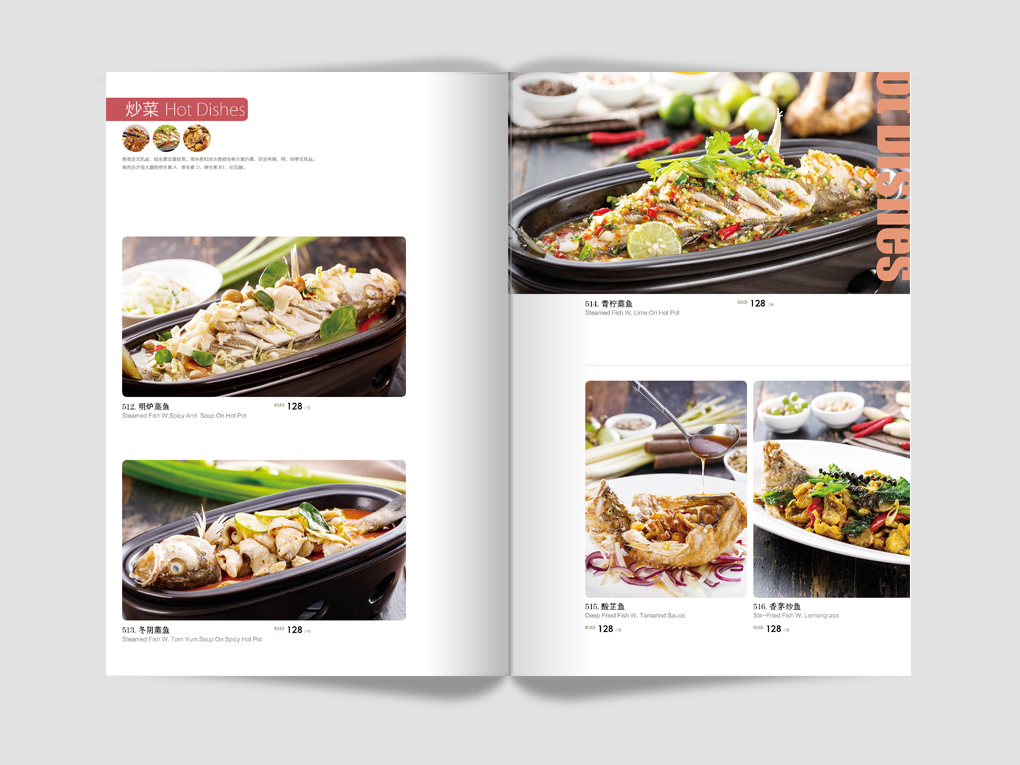 炒菜 Hot Dishes
512. 明炉蒸鱼
RMB 128 /份
Steamed Fish W.Spicy And Soup On Hot Pot
513. 冬阴蒸鱼
RMB 128 /份
Steamed Fish W. Tom Yum Soup On Spicy Hot Pot
ot Dishes
514. 青柠蒸鱼
RMB 128 /份
Steamed Fish W. Lime On Hot Pot
515. 酸芷鱼
Deep Fried Fish W. Tamarind Sauce
RMB 128 /份
516. 香茅炒鱼
Stir-Fried Fish W. Lemongrass
RMB 128 /份